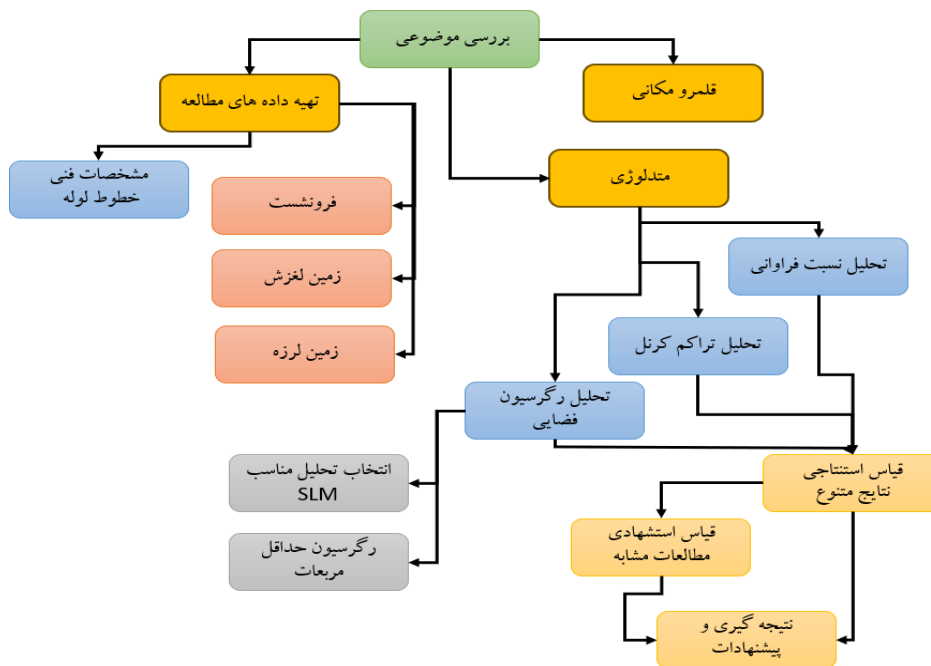 بررسی موضوعی
قلمرو مکانی
تهیه داده های مطالعه
مشخصات فنی
خطوط لوله
متدلوژی
فرونشست
تحلیل نسبت فراوانی
زمین لغزش
تحلیل تراکم کرنل
زمین لرزه
تحلیل رگرسیون
فضایی
انتخاب تحلیل مناسب
SLM
قیاس استنتاجی
نتایج متنوع
رگرسیون حداقل
مربعات
قیاس استشهادی
مطالعات مشابه
نتیجه گیری و
پیشنهادات